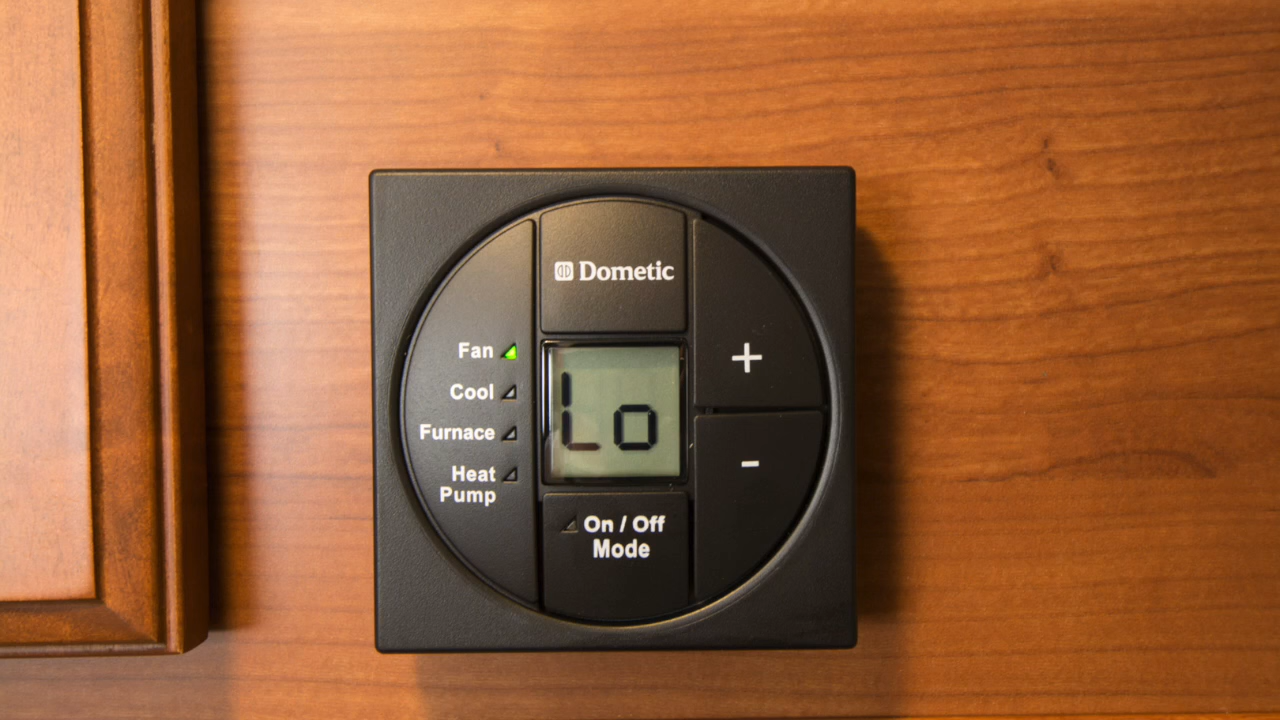 Dometic
Fan
Cool
Furnace
Heat
Pump
Lo
+
-
On / Off
Mode